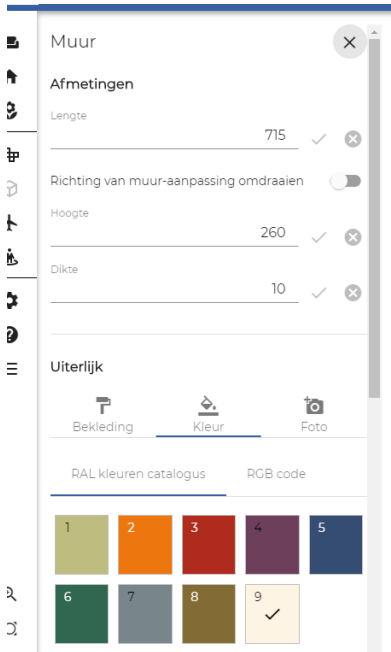 Muur
Afmetingen
Lengte
715
Richting van muur-aanpassing omdraaien
Hoogte
260
Dikte
10
Uiterlijk
Bekleding Kleur Foto
RAL kleuren catalogus RGB code
1 2 3 4 5
6 7 8 9